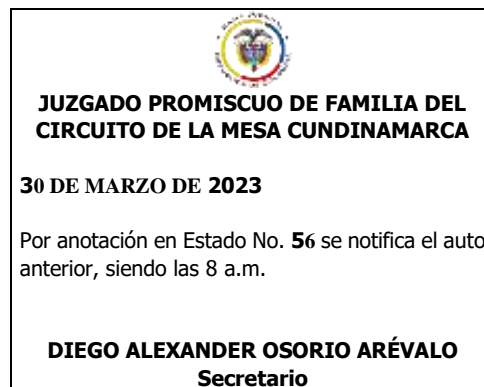 JUZGADO PROMISCUO DE FAMILIA DEL
CIRCUITO DE LA MESA CUNDINAMARCA
30 DE MARZO DE 2023
Por anotación en Estado No. 56 se notifica el auto
anterior, siendo las 8 a.m.
DIEGO ALEXANDER OSORIO ARÉVALO
Secretario